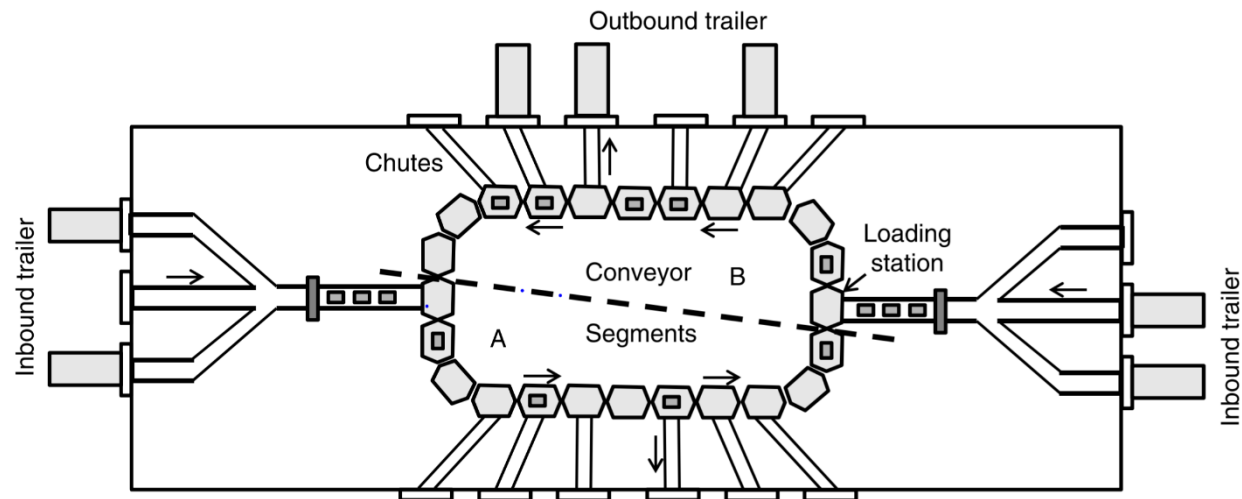 Outbound trailer
Chutes
Inbound trailer
Conveyor
B
Loading
station
A
Segments
Inbound trailer